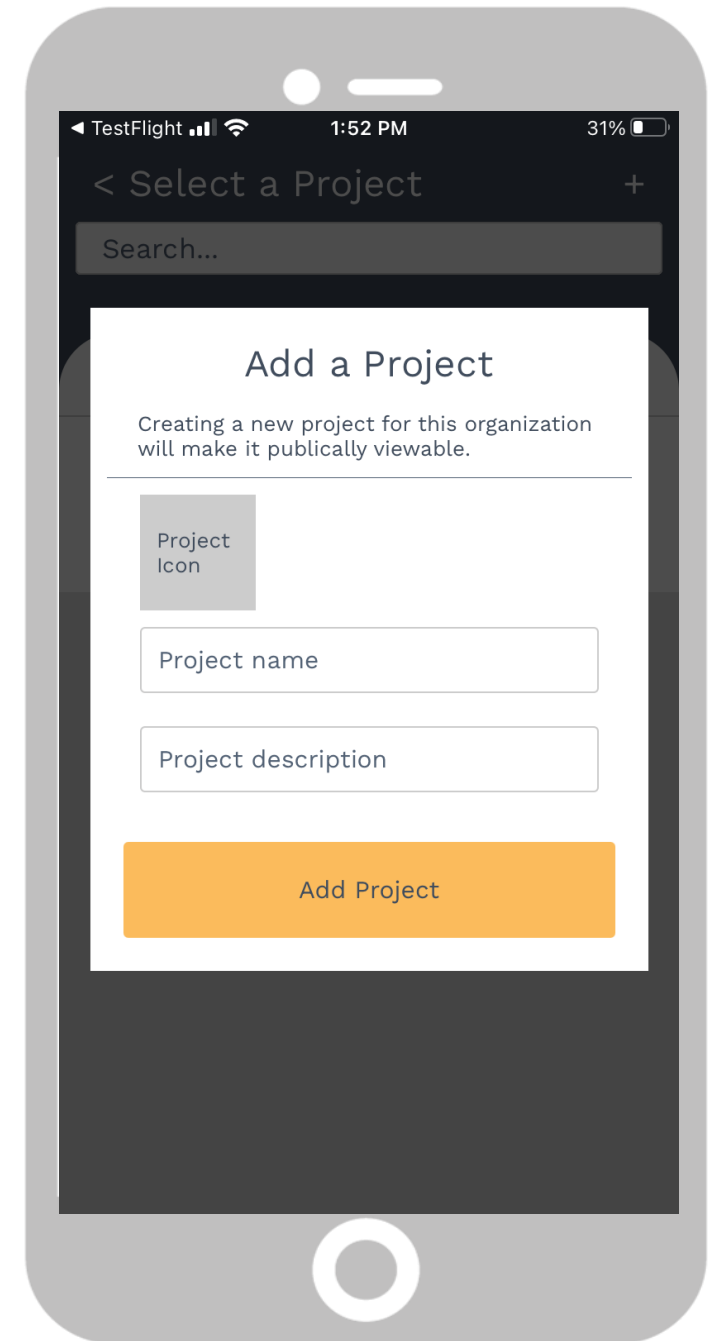 ◀ TestFlight 1:52 PM 31%
< Select a Project +
Search...
Add a Project
Creating a new project for this organization
will make it publically viewable.
Project
Icon
Project name
Project description
Add Project